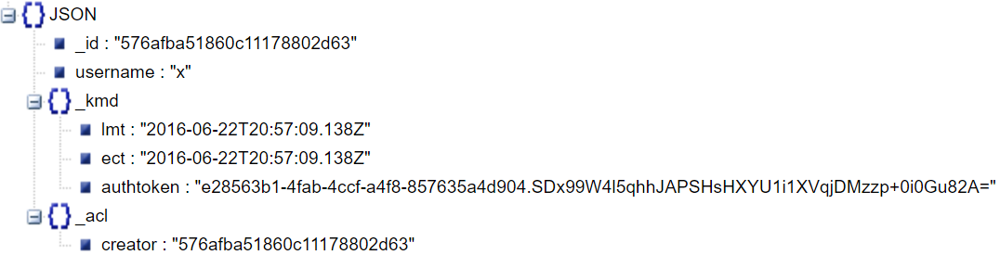 JSON
_id : "576afba51860c11178802d63"
username : "x"
_kmd
lmt : "2016-06-22T20:57:09.138Z"
ect : "2016-06-22T20:57:09.138Z"
authtoken : "e28563b1-4fab-4ccf-a4f8-857635a4d904.SDx99W4I5qhhJAPSHsHXYU1i1XVqjDMzzp+0i0Gu82A="
_acl
creator : "576afba51860c11178802d63"